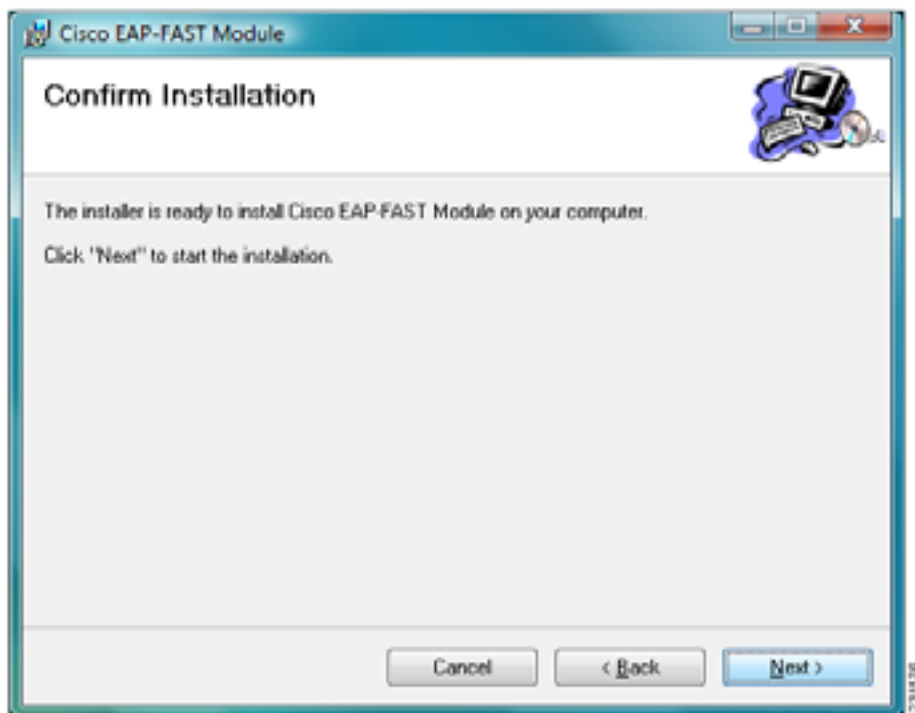 Cisco EAP-FAST Module
Confirm Installation
The installer is ready to install Cisco EAP-FAST Module on your computer.
Click "Next" to start the installation.
Cancel
< Back
Next >